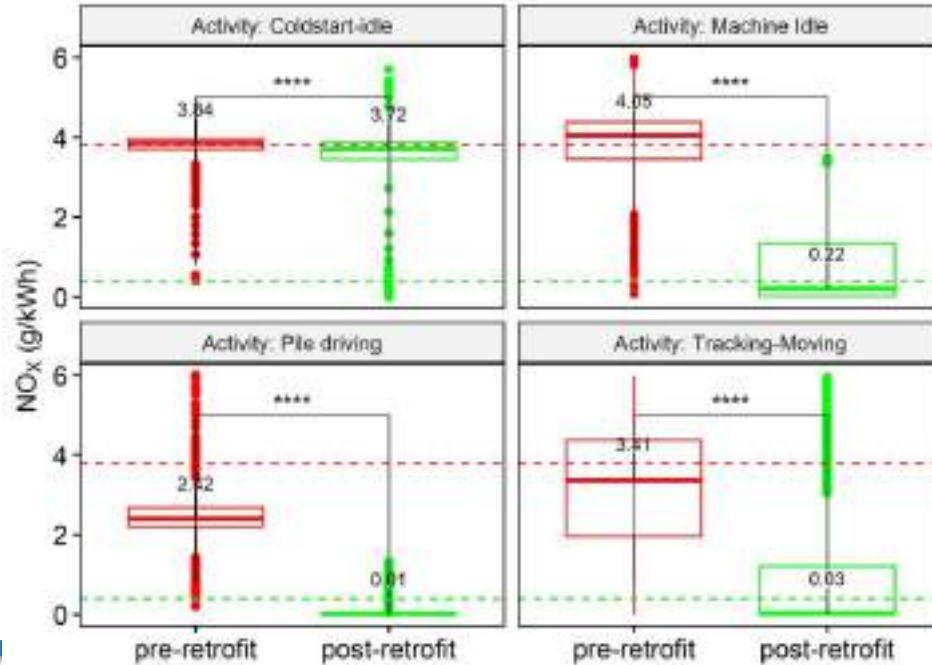 Activity: Coldstart-idle
Activity: Machine Idle
NOX (g/kWh)
6
4
2
0
****
3.84
3.72
****
4.05
0.22
Activity: Pile driving
Activity: Tracking-Moving
6
4
2
0
****
2.42
0.01
****
3.41
0.03
pre-retrofit
post-retrofit
pre-retrofit
post-retrofit